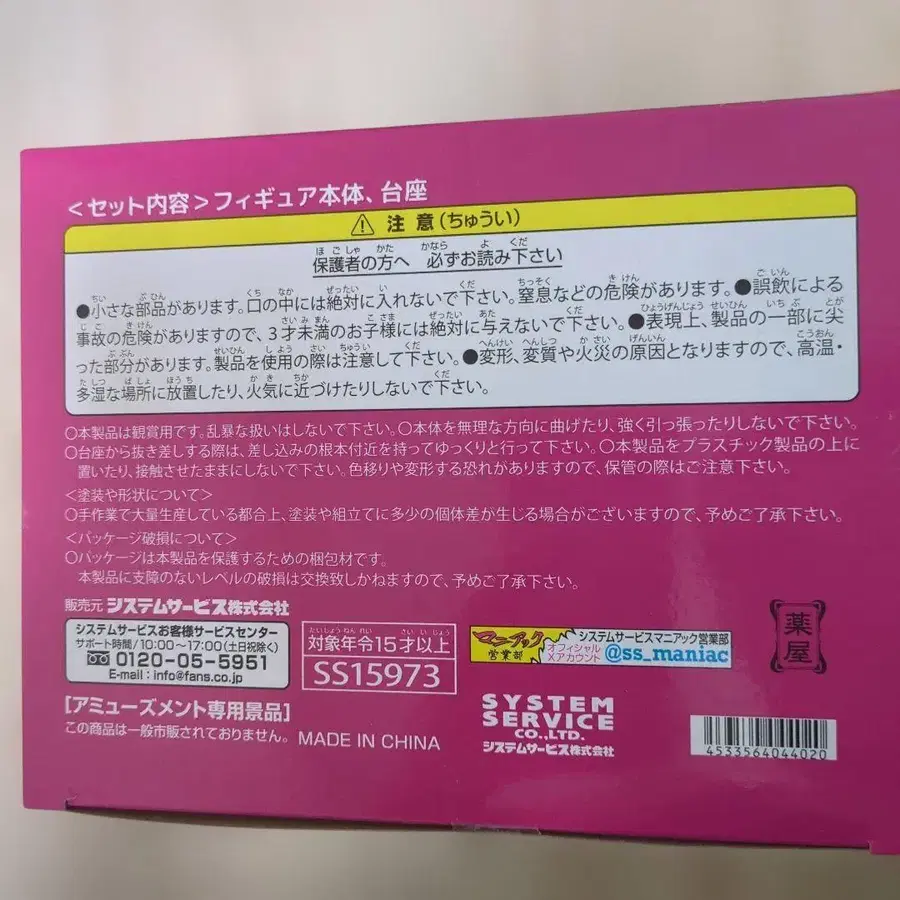 ＜セット内容＞フィギュア本体、台座
⚠ 注意(ちゅうい)
保護者の方へ 必ずお読み下さい
●小さな部品があります。口の中には絶対に入れないで下さい。窒息などの危険があります。●誤飲による
事故の危険がありますので、3才未満のお子様には絶対に与えないで下さい。●表現上、製品の一部に尖
った部分があります。製品を使用の際は注意して下さい。●変形、変質や火災の原因となりますので、高温・
多湿な場所に放置したり、火気に近づけたりしないで下さい。
○本製品は観賞用です。乱暴な扱いはしないで下さい。○本体を無理な方向に曲げたり、強く引っ張ったりしないで下さい。
○台座から抜き差しする際は、差し込みの根本付近を持ってゆっくりと行って下さい。○本製品をプラスチック製品の上に
置いたり、接触させたままにしないで下さい。色移りや変形する恐れがありますので、保管の際はご注意下さい。
＜塗装や形状について＞
○手作業で大量生産している都合上、塗装や組立てに多少の個体差が生じる場合がございますので、予めご了承下さい。
＜パッケージ破損について＞
○パッケージは本製品を保護するための梱包材です。
本製品に支障のないレベルの破損は交換致しかねますので、予めご了承下さい。
販売元 システムサービス株式会社
システムサービスお客様サービスセンター
サポート時間／10:00〜17:00(土日祝除く)
0120-05-5951
E-mail : info@fans.co.jp
対象年令15才以上
SS15973
マニアック
営業部
オフィシャル
Xアカウント
システムサービスマニアック営業部
@ss_maniac
薬屋
[アミューズメント専用景品]
この商品は一般市販されておりません。
MADE IN CHINA
SYSTEM
SERVICE
CO.,LTD.
システムサービス株式会社
4533564044020